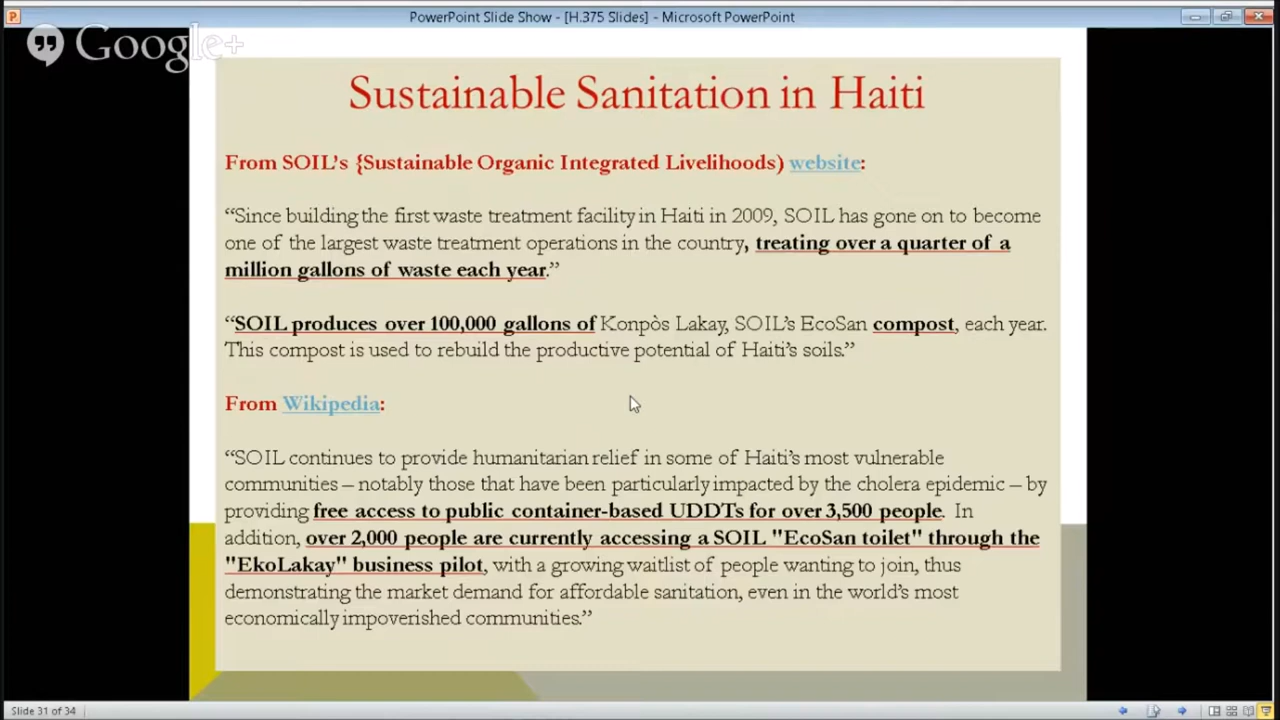 PowerPoint Slide Show - [H.375 Slides] - Microsoft PowerPoint
Google+
Sustainable Sanitation in Haiti
From SOIL's {Sustainable Organic Integrated Livelihoods) website:
“Since building the first waste treatment facility in Haiti in 2009, SOIL has gone on to become
one of the largest waste treatment operations in the country, treating over a quarter of a
million gallons of waste each year.”
“SOIL produces over 100,000 gallons of Konpòs Lakay, SOIL’s EcoSan compost, each year.
This compost is used to rebuild the productive potential of Haiti’s soils.”
From Wikipedia:
“SOIL continues to provide humanitarian relief in some of Haiti’s most vulnerable
communities – notably those that have been particularly impacted by the cholera epidemic – by
providing free access to public container-based UDDTs for over 3,500 people. In
addition, over 2,000 people are currently accessing a SOIL "EcoSan toilet" through the
"EkoLakay" business pilot, with a growing waitlist of people wanting to join, thus
demonstrating the market demand for affordable sanitation, even in the world’s most
economically impoverished communities.”
Slide 31 of 34